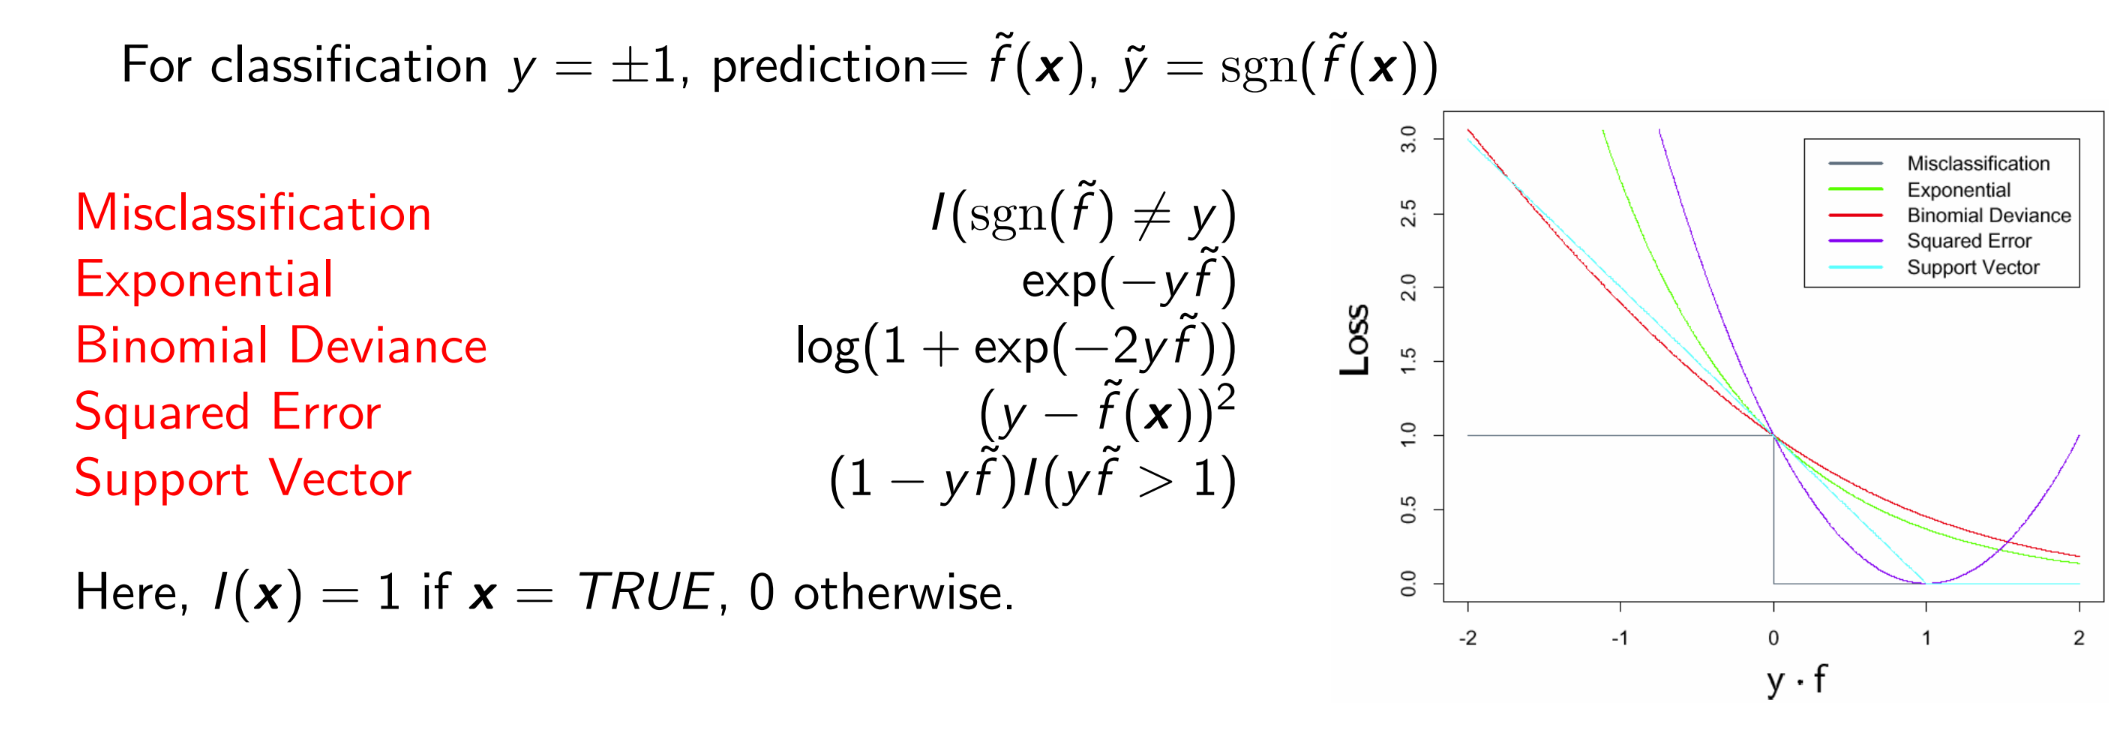 For classification y = ±1, prediction= f̃(x), ỹ = sgn(f̃(x))
Misclassification I(sgn(f̃) ≠ y)
Exponential exp(−yf̃)
Binomial Deviance log(1 + exp(−2yf̃))
Squared Error (y − f̃(x))²
Support Vector (1 − yf̃)I(yf̃ > 1)
Here, I(x) = 1 if x = TRUE, 0 otherwise.
Loss
3.0
2.5
2.0
1.5
1.0
0.5
0.0
Misclassification
Exponential
Binomial Deviance
Squared Error
Support Vector
-2 -1 0 1 2
y · f